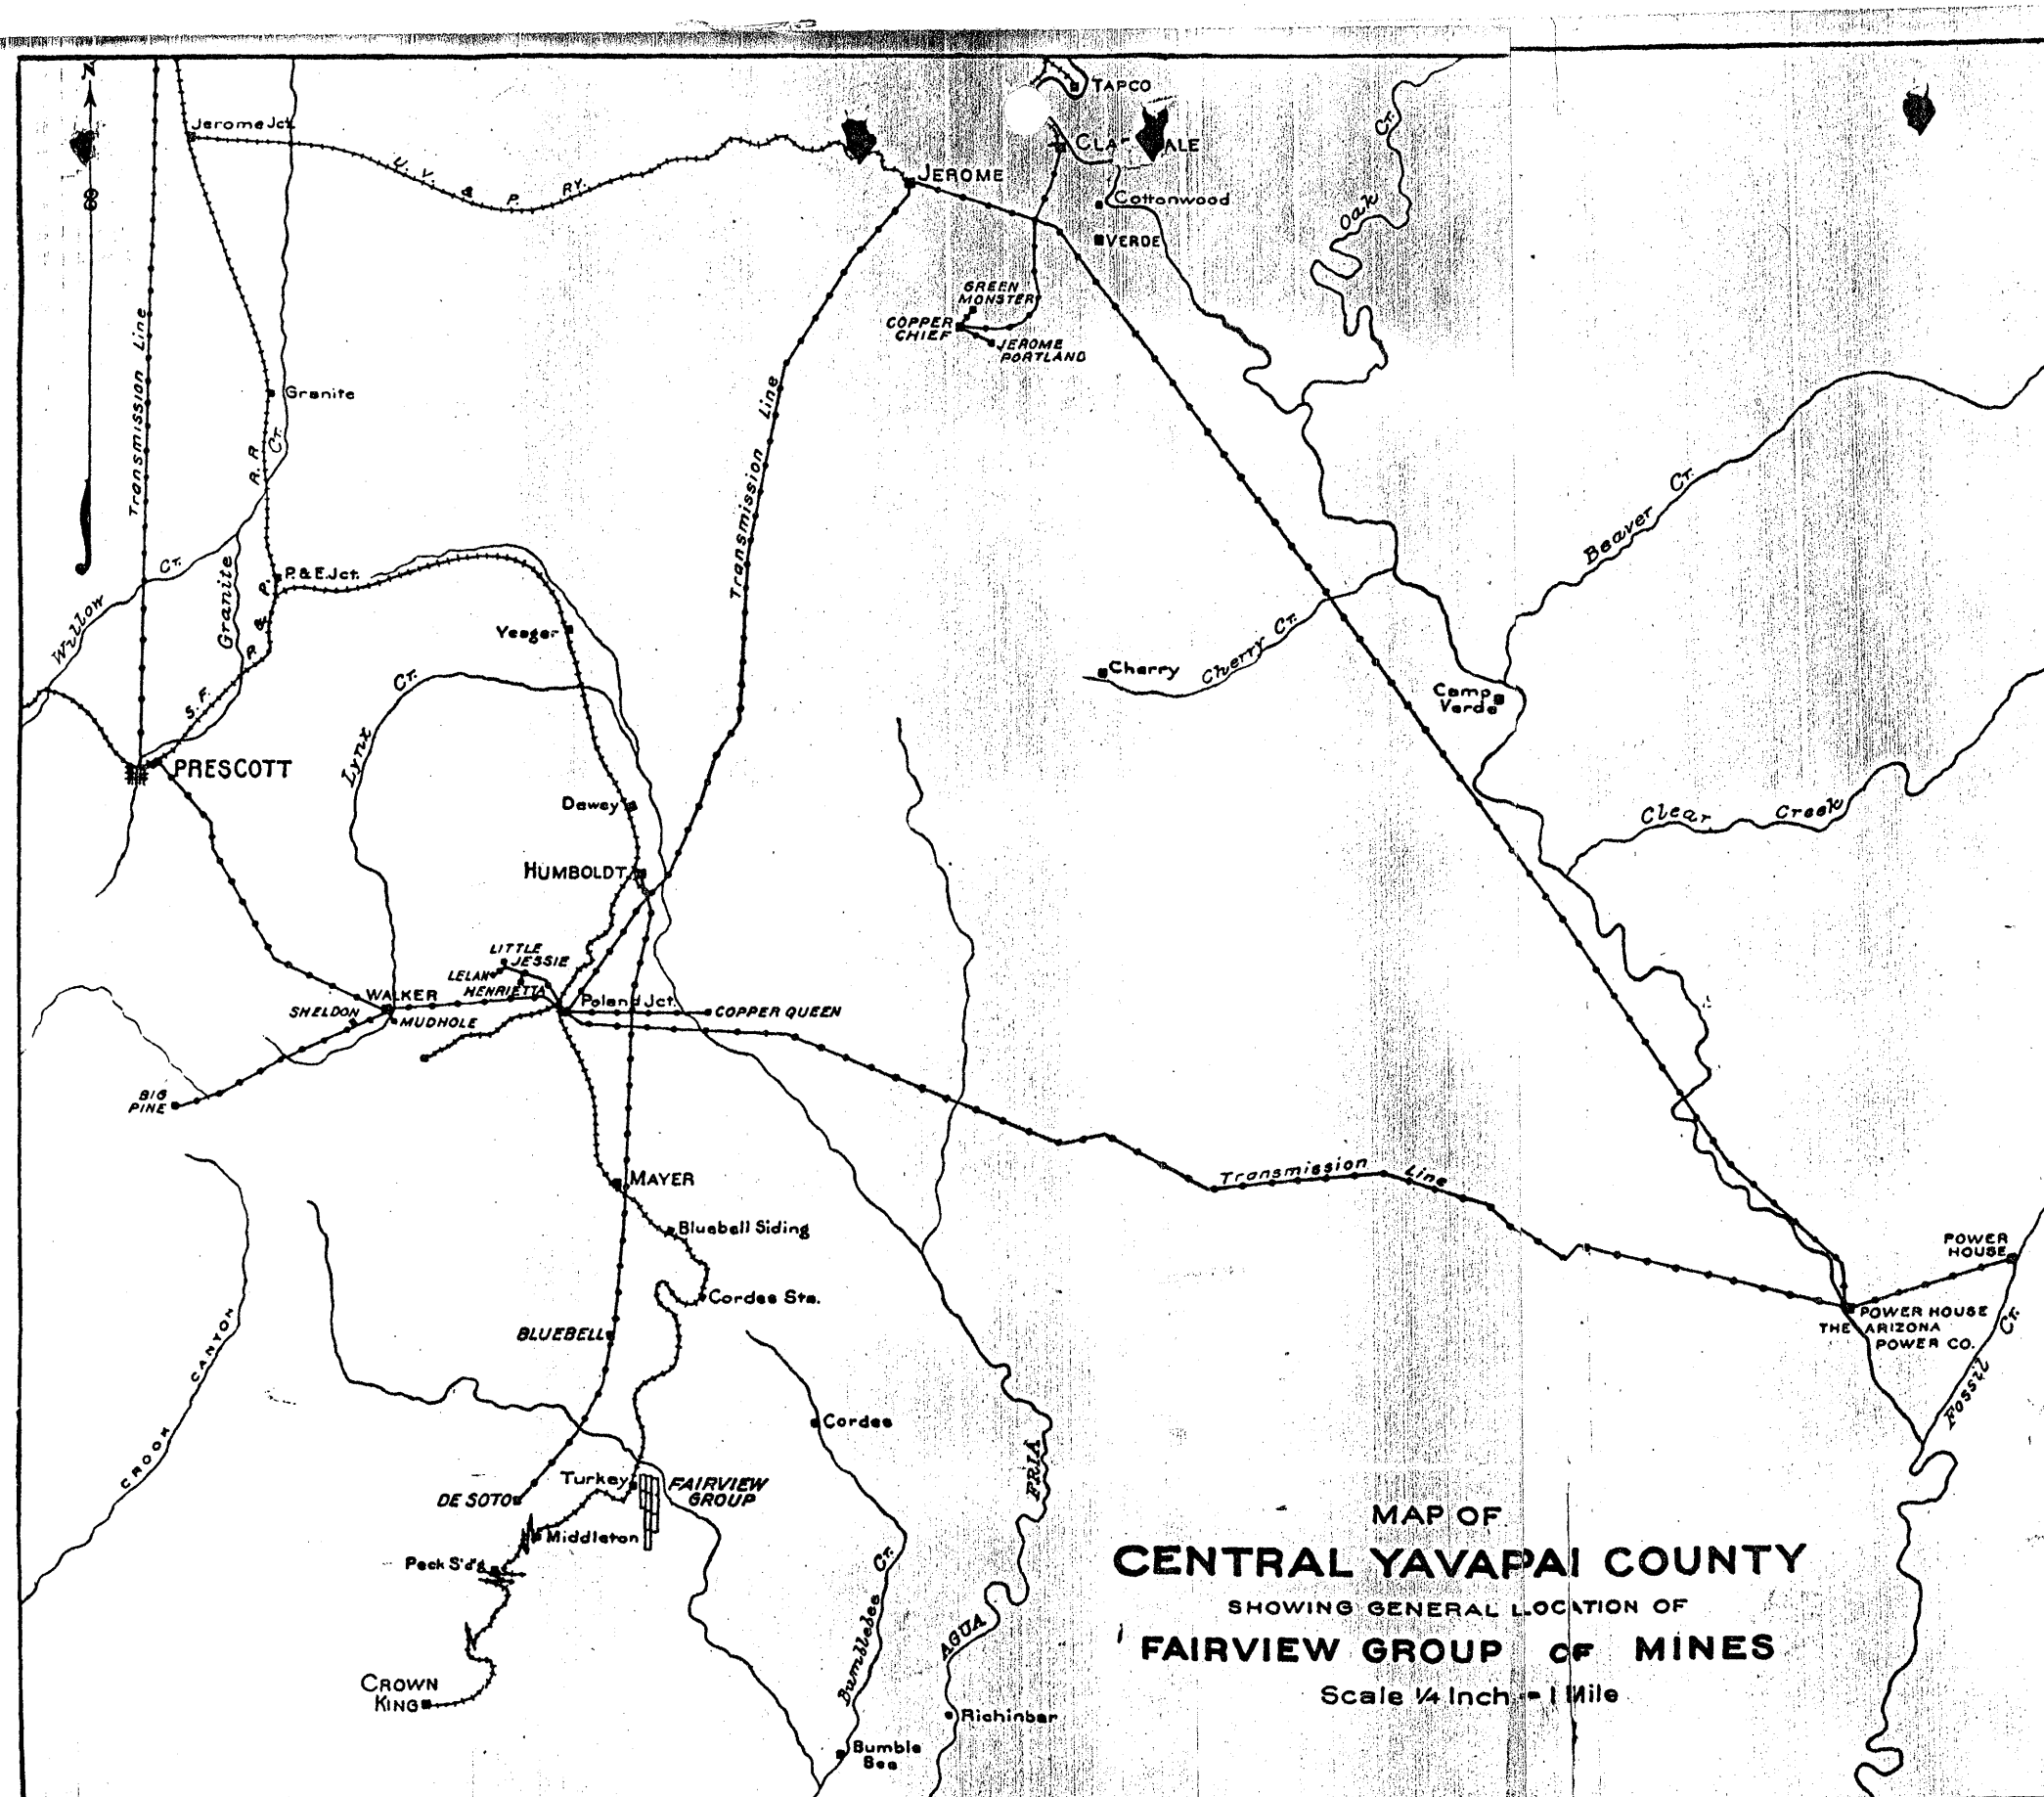 N
TAPCO
Jerome Jct.
CLA ALE
U. V. & P. RY.
JEROME
Cottonwood
Oak Cr.
VERDE
GREEN
MONSTER
COPPER
CHIEF
JEROME
PORTLAND
Transmission Line
Granite
Transmission Line
R. R
Cr.
Beaver Cr.
Cr.
P. & E. Jct.
Willow
Granite
P. & P.
Yeager
Cherry
Cherry Cr.
Lynx Cr.
Camp
Verde
S. F.
PRESCOTT
Dewey
Clear Creek
HUMBOLDT
LITTLE
JESSIE
LELAN
HENRIETTA
WALKER
SHELDON
MUDHOLE
Poland Jct.
COPPER QUEEN
BIG
PINE
Transmission Line
MAYER
Bluebell Siding
POWER
HOUSE
Cordes Sta.
POWER HOUSE
THE ARIZONA
POWER CO.
BLUEBELL
Fossil Cr.
CROOK CANYON
Cordes
Turkey
FAIRVIEW
GROUP
DE SOTO
AGUA FRIA
Middleton
Peck S'd'g
Bumblebee Cr.
MAP OF
CENTRAL YAVAPAI COUNTY
SHOWING GENERAL LOCATION OF
FAIRVIEW GROUP OF MINES
Scale 1/4 Inch = 1 Mile
CROWN
KING
Richinbar
Bumble
Bee